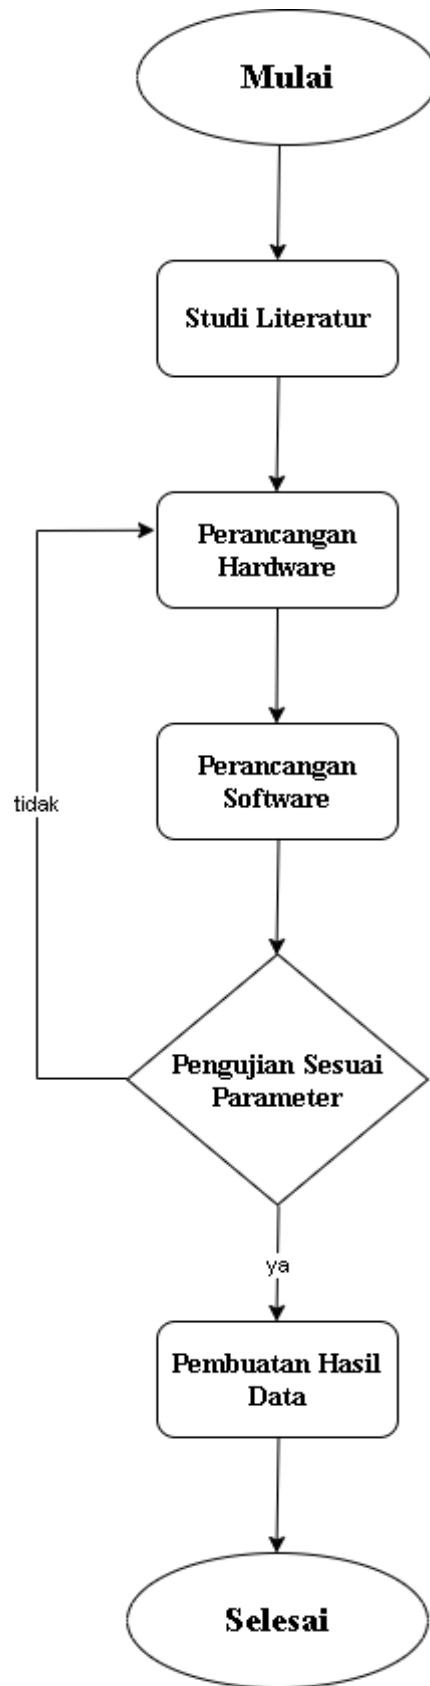 Mulai
Studi Literatur
Perancangan
Hardware
Perancangan
Software
tidak
Pengujian Sesuai
Parameter
ya
Pembuatan Hasil
Data
Selesai